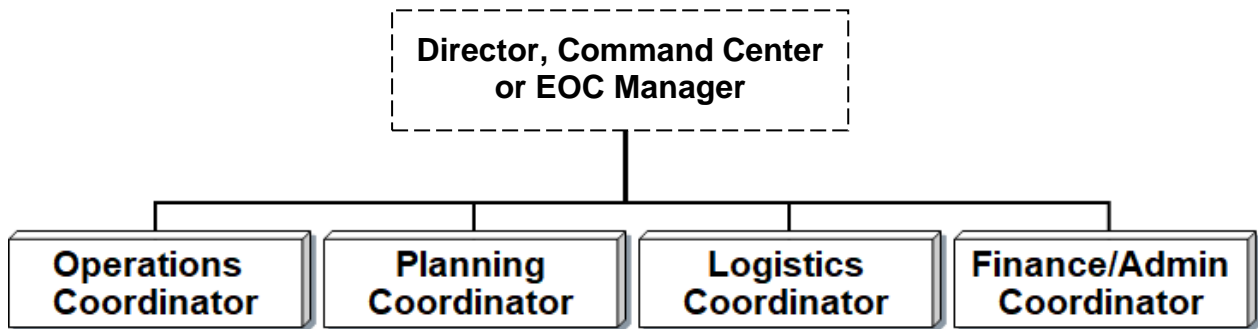 Director, Command Center
or EOC Manager
Operations
Coordinator
Planning
Coordinator
Logistics
Coordinator
Finance/Admin
Coordinator